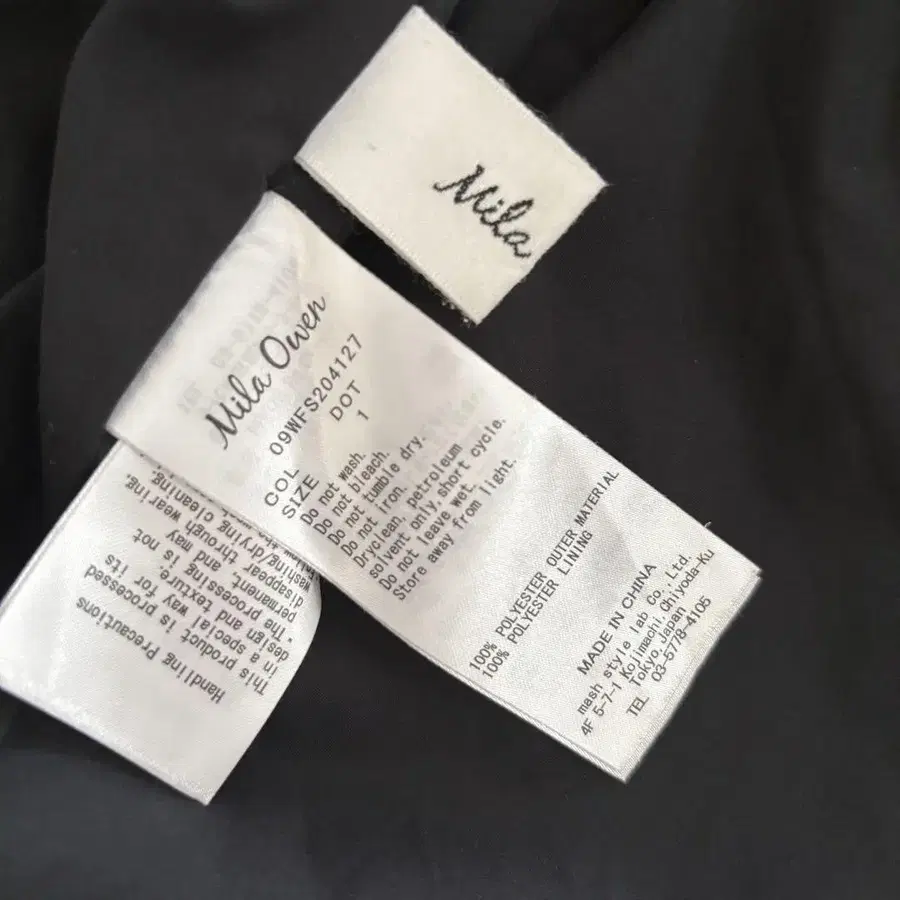 Mila
Mila Owen
09WFS204127
COL DOT
SIZE 1
Do not wash.
Do not bleach.
Do not tumble dry.
Do not iron.
Dryclean, petroleum
solvent only, short cycle.
Do not leave wet.
Store away from light.
100% POLYESTER OUTER MATERIAL
100% POLYESTER LINING
MADE IN CHINA
mash style lab Co., Ltd.
4F 5-7-1 Kojimachi, Chiyoda-Ku
Tokyo, Japan
TEL 03-5778-4105
Handling Precautions
This product is processed
in a special way for its
design and texture.
・The processing is not
permanent, and may
disappear through wearing,
washing, drying cleaning,